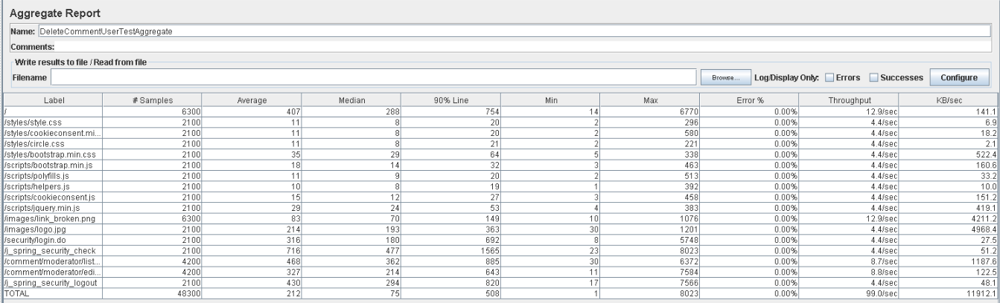 Aggregate Report
Name: DeleteCommentUserTestAggregate
Comments:
Write results to file / Read from file
Filename Browse... Log/Display Only: Errors Successes Configure
Label # Samples Average Median 90% Line Min Max Error % Throughput KB/sec
/ 6300 407 288 754 14 6770 0.00% 12.9/sec 141.1
/styles/style.css 2100 11 8 20 2 296 0.00% 4.4/sec 6.9
/styles/cookieconsent.mi... 2100 11 8 20 2 580 0.00% 4.4/sec 18.2
/styles/circle.css 2100 11 8 21 2 221 0.00% 4.4/sec 2.1
/styles/bootstrap.min.css 2100 35 29 64 5 338 0.00% 4.4/sec 522.4
/scripts/bootstrap.min.js 2100 18 14 32 3 463 0.00% 4.4/sec 160.6
/scripts/polyfills.js 2100 11 9 20 2 513 0.00% 4.4/sec 33.2
/scripts/helpers.js 2100 10 8 19 1 392 0.00% 4.4/sec 10.0
/scripts/cookieconsent.js 2100 15 12 27 3 458 0.00% 4.4/sec 151.2
/scripts/jquery.min.js 2100 29 24 53 4 383 0.00% 4.4/sec 419.1
/images/link_broken.png 6300 83 70 149 10 1076 0.00% 12.9/sec 4211.2
/images/logo.jpg 2100 214 193 363 30 1201 0.00% 4.4/sec 4968.4
/security/login.do 2100 316 180 692 8 5748 0.00% 4.4/sec 27.5
/j_spring_security_check 2100 716 477 1565 23 8023 0.00% 4.4/sec 51.2
/comment/moderator/list... 4200 468 362 885 30 6372 0.00% 8.7/sec 1187.6
/comment/moderator/edi... 4200 327 214 643 11 7584 0.00% 8.8/sec 122.5
/j_spring_security_logout 2100 430 294 820 17 7566 0.00% 4.4/sec 48.1
TOTAL 48300 212 75 508 1 8023 0.00% 99.0/sec 11912.1